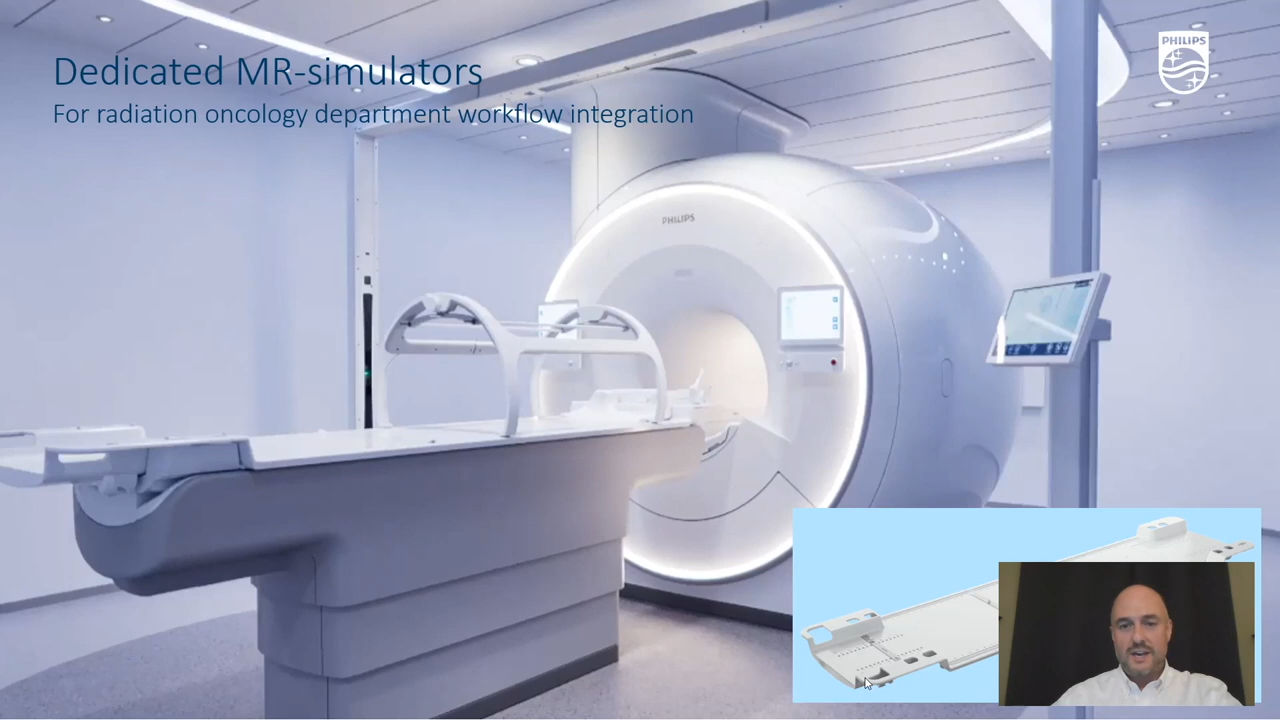 Dedicated MR-simulators
For radiation oncology department workflow integration
PHILIPS
PHILIPS